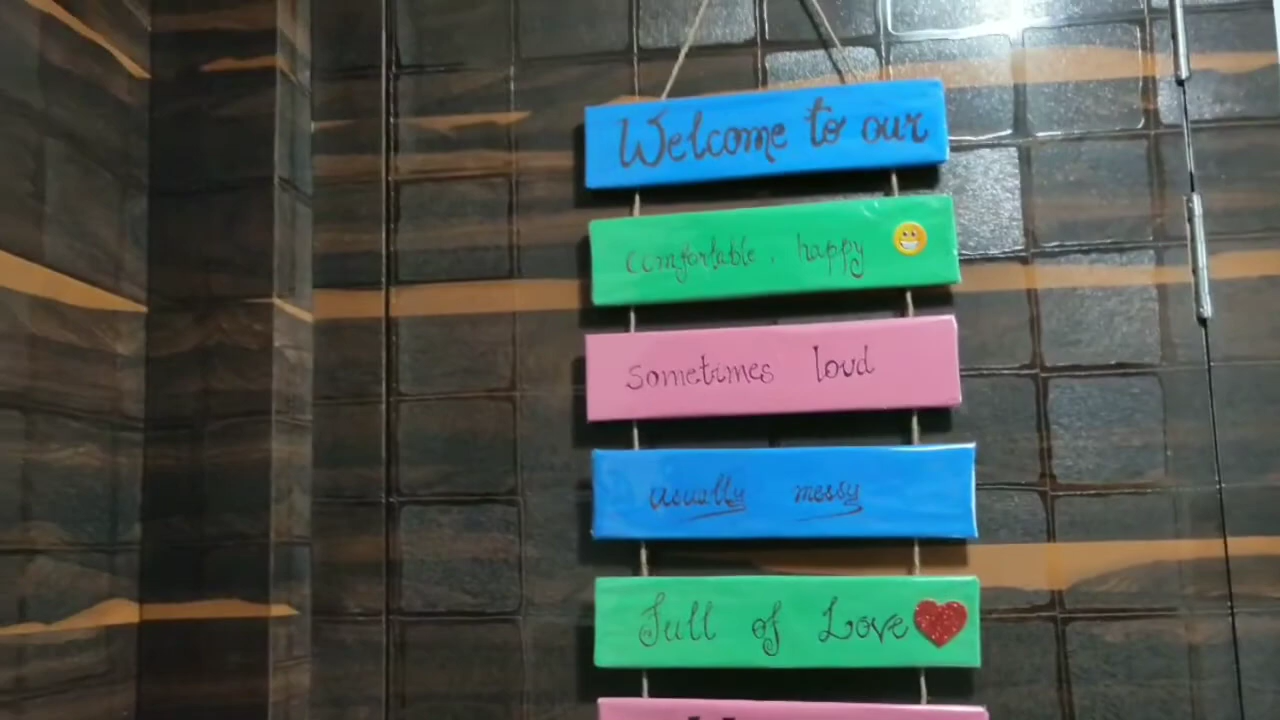 Welcome to our
comfortable, happy
sometimes loud
usually messy
Full of Love